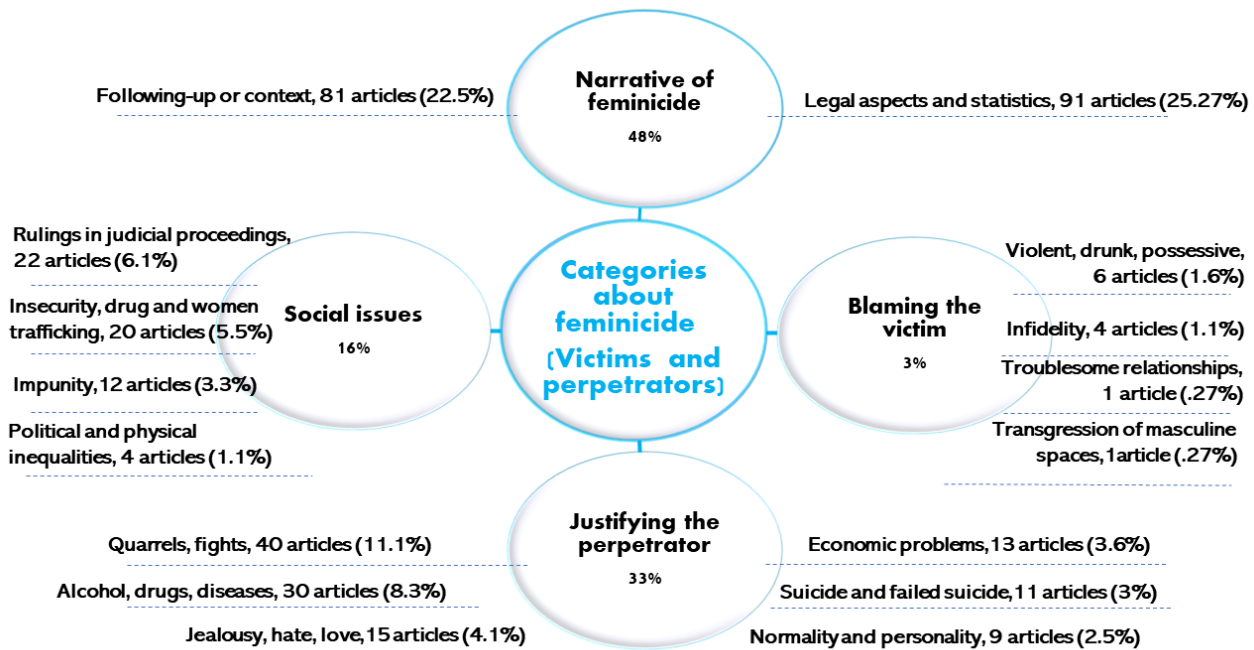 Narrative of
feminicide
48%
Following-up or context, 81 articles (22.5%)
Legal aspects and statistics, 91 articles (25.27%)
Categories
about
feminicide
(Victims and
perpetrators)
Rulings in judicial proceedings,
22 articles (6.1%)
Insecurity, drug and women
trafficking, 20 articles (5.5%)
Impunity, 12 articles (3.3%)
Political and physical
inequalities, 4 articles (1.1%)
Social issues
16%
Blaming the
victim
3%
Violent, drunk, possessive,
6 articles (1.6%)
Infidelity, 4 articles (1.1%)
Troublesome relationships,
1 article (.27%)
Transgression of masculine
spaces, 1article (.27%)
Justifying the
perpetrator
33%
Quarrels, fights, 40 articles (11.1%)
Alcohol, drugs, diseases, 30 articles (8.3%)
Jealousy, hate, love, 15 articles (4.1%)
Economic problems, 13 articles (3.6%)
Suicide and failed suicide, 11 articles (3%)
Normality and personality, 9 articles (2.5%)